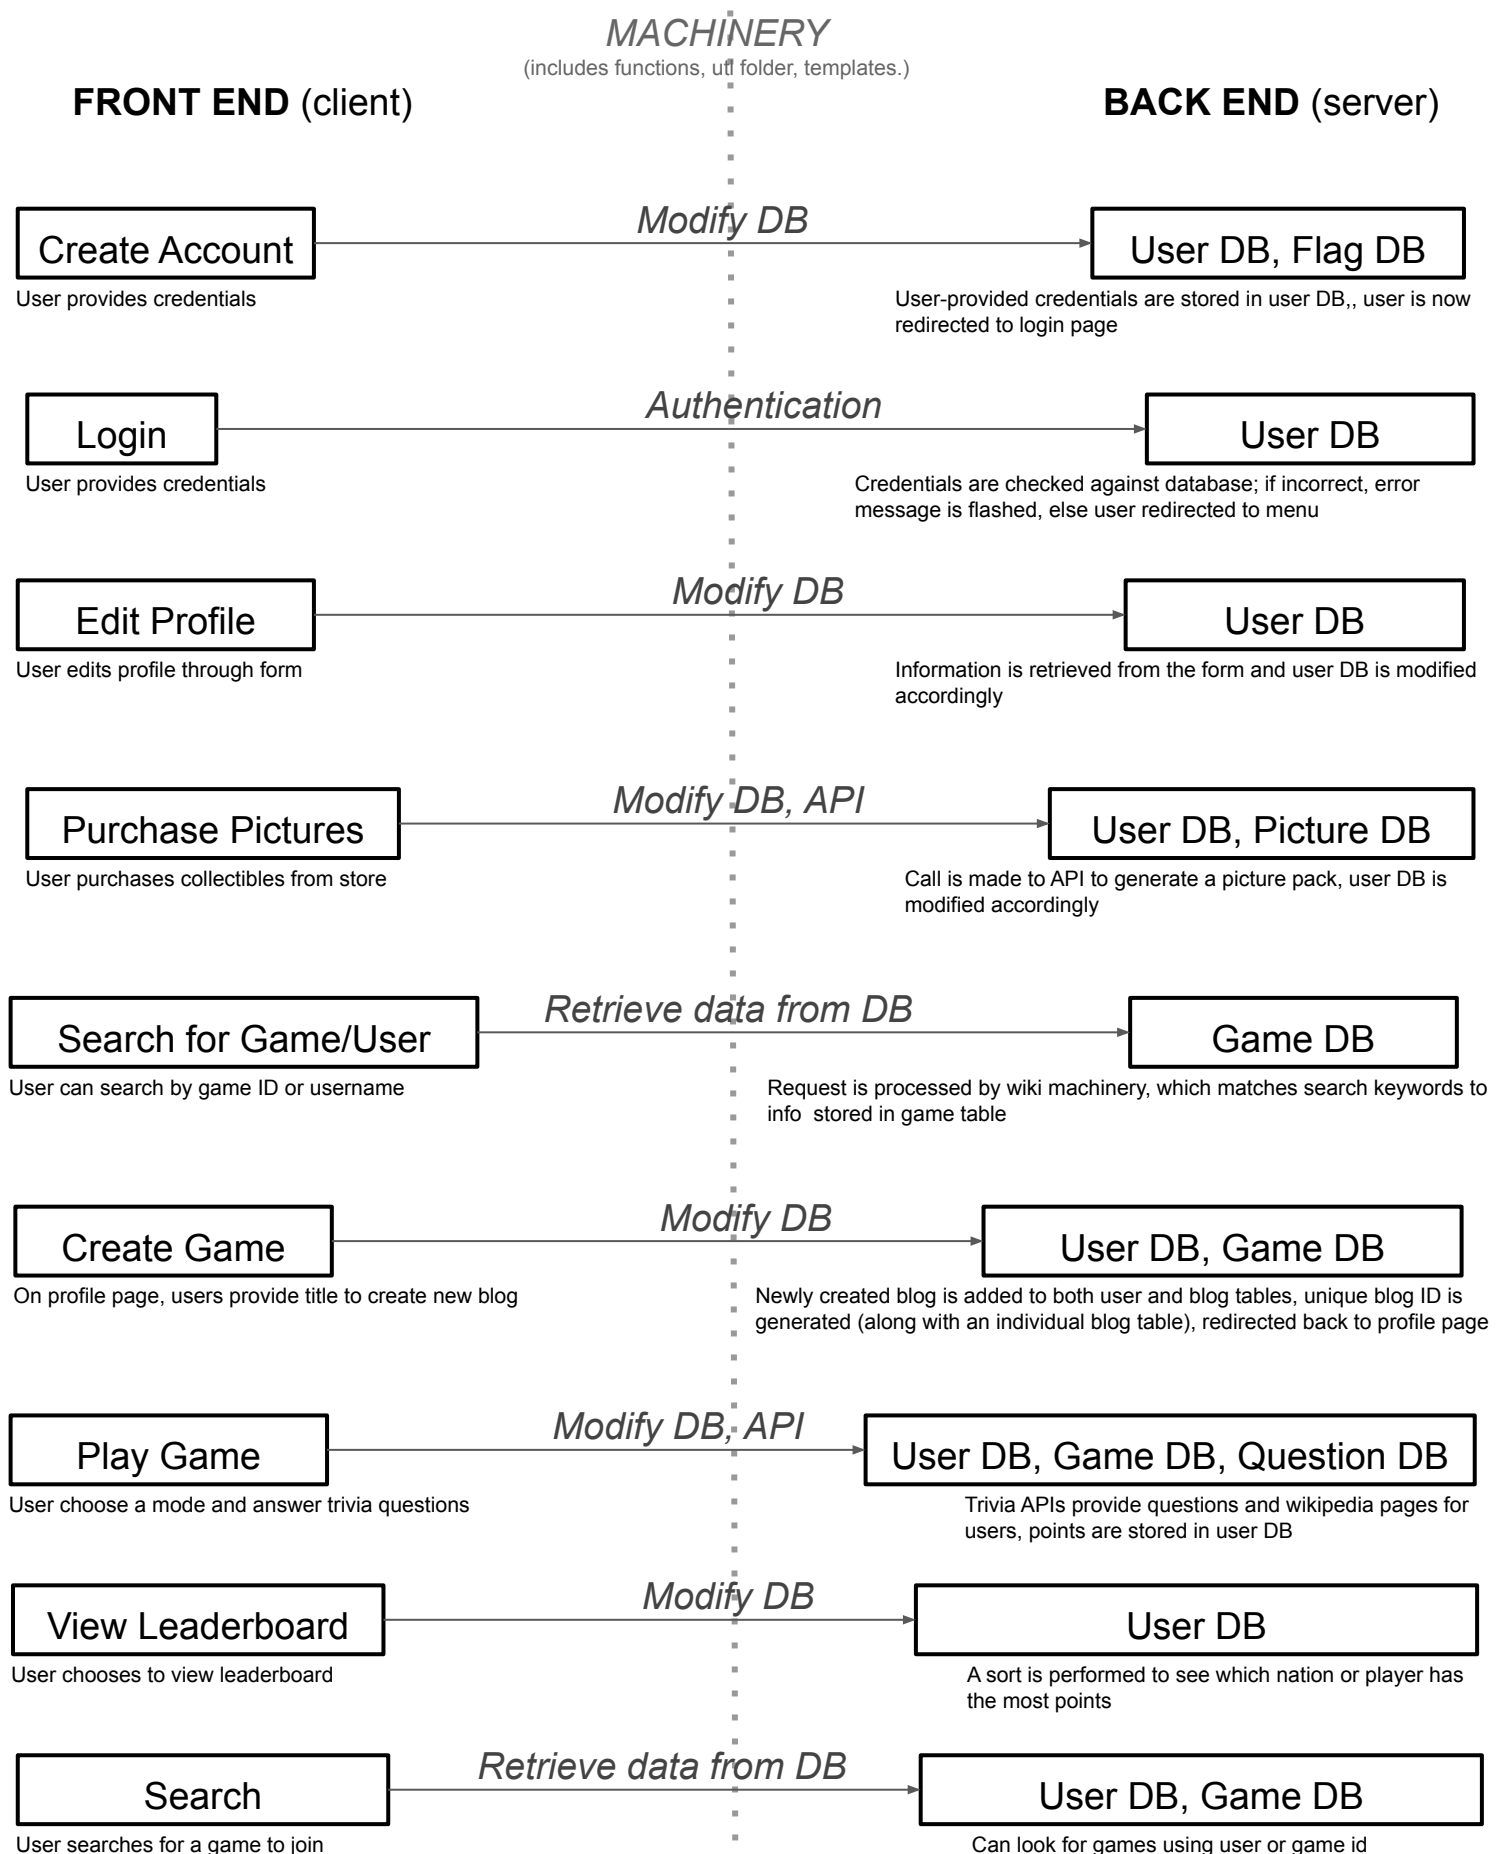 MACHINERY
(includes functions, utl folder, templates.)
FRONT END (client)
BACK END (server)
Modify DB
Create Account
User DB, Flag DB
User provides credentials
User-provided credentials are stored in user DB,, user is now
redirected to login page
Authentication
Login
User DB
User provides credentials
Credentials are checked against database; if incorrect, error
message is flashed, else user redirected to menu
Modify DB
Edit Profile
User DB
User edits profile through form
Information is retrieved from the form and user DB is modified
accordingly
Modify DB, API
Purchase Pictures
User DB, Picture DB
User purchases collectibles from store
Call is made to API to generate a picture pack, user DB is
modified accordingly
Retrieve data from DB
Search for Game/User
Game DB
User can search by game ID or username
Request is processed by wiki machinery, which matches search keywords to
info  stored in game table
Modify DB
Create Game
User DB, Game DB
On profile page, users provide title to create new blog
Newly created blog is added to both user and blog tables, unique blog ID is
generated (along with an individual blog table), redirected back to profile page
Modify DB, API
Play Game
User DB, Game DB, Question DB
User choose a mode and answer trivia questions
Trivia APIs provide questions and wikipedia pages for
users, points are stored in user DB
Modify DB
View Leaderboard
User DB
User chooses to view leaderboard
A sort is performed to see which nation or player has
the most points
Retrieve data from DB
Search
User DB, Game DB
User searches for a game to join
Can look for games using user or game id